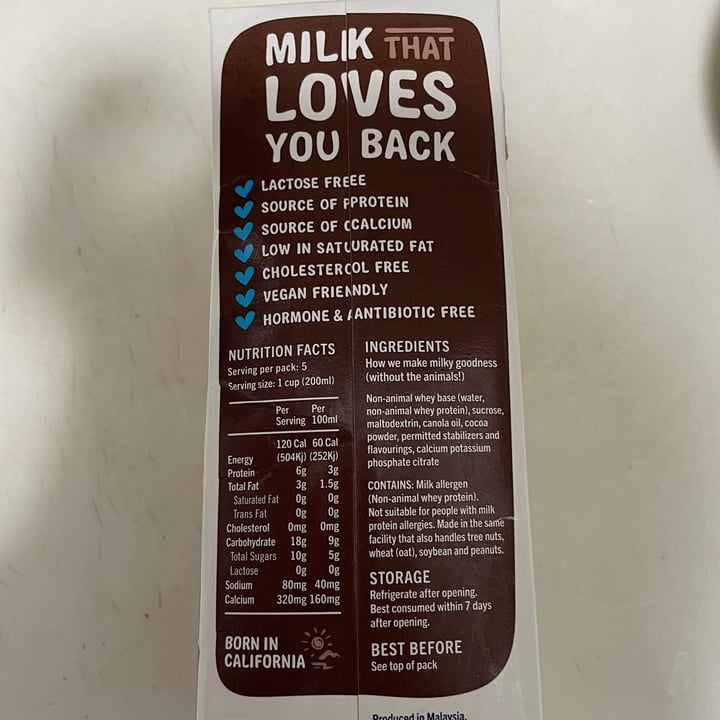 MILK THAT
LOVES
YOU BACK
LACTOSE FREE
SOURCE OF PROTEIN
SOURCE OF CALCIUM
LOW IN SATURATED FAT
CHOLESTEROL FREE
VEGAN FRIENDLY
HORMONE & ANTIBIOTIC FREE
NUTRITION FACTS
Serving per pack: 5
Serving size: 1 cup (200ml)
Per Per
Serving 100ml
120 Cal 60 Cal
Energy (504Kj) (252Kj)
Protein 6g 3g
Total Fat 3g 1.5g
Saturated Fat 0g 0g
Trans Fat 0g 0g
Cholesterol 0mg 0mg
Carbohydrate 18g 9g
Total Sugars 10g 5g
Lactose 0g 0g
Sodium 80mg 40mg
Calcium 320mg 160mg
BORN IN
CALIFORNIA
INGREDIENTS
How we make milky goodness
(without the animals!)
Non-animal whey base (water,
non-animal whey protein), sucrose,
maltodextrin, canola oil, cocoa
powder, permitted stabilizers and
flavourings, calcium potassium
phosphate citrate
CONTAINS: Milk allergen
(Non-animal whey protein).
Not suitable for people with milk
protein allergies. Made in the same
facility that also handles tree nuts,
wheat (oat), soybean and peanuts.
STORAGE
Refrigerate after opening.
Best consumed within 7 days
after opening.
BEST BEFORE
See top of pack
Produced in Malaysia.